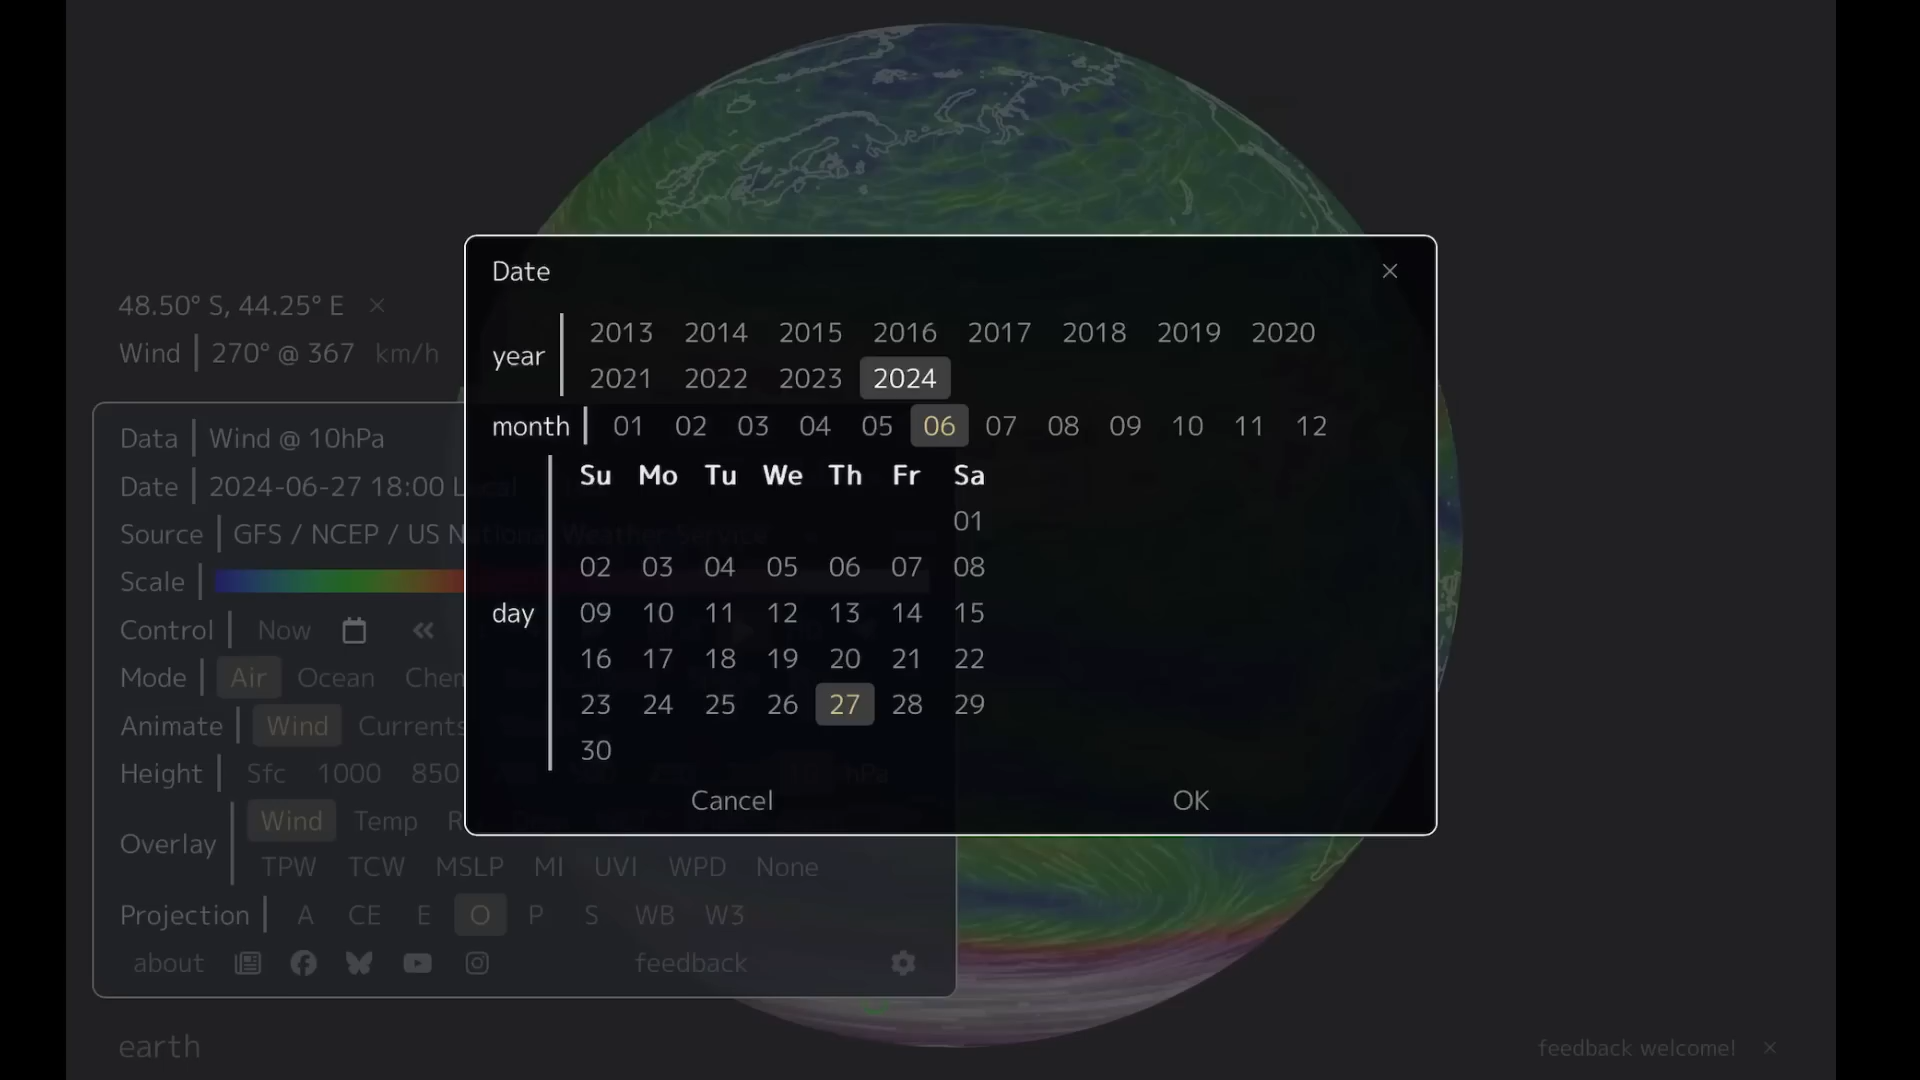 48.50° S, 44.25° E ×
Wind | 270° @ 367 km/h
Data | Wind @ 10hPa
Date | 2024-06-27 18:00 Local
Source | GFS / NCEP / US National Weather Service
Scale
Control | Now «
Mode | Air Ocean Chem
Animate | Wind Currents
Height | Sfc 1000 850 hPa
Overlay | Wind Temp
TPW TCW MSLP MI UVI WPD None
Projection | A CE E O P S WB W3
about feedback
earth
Date ×
year
2013 2014 2015 2016 2017 2018 2019 2020
2021 2022 2023 2024
month | 01 02 03 04 05 06 07 08 09 10 11 12
Su Mo Tu We Th Fr Sa
01
02 03 04 05 06 07 08
day
09 10 11 12 13 14 15
16 17 18 19 20 21 22
23 24 25 26 27 28 29
30
Cancel OK
feedback welcome! ×